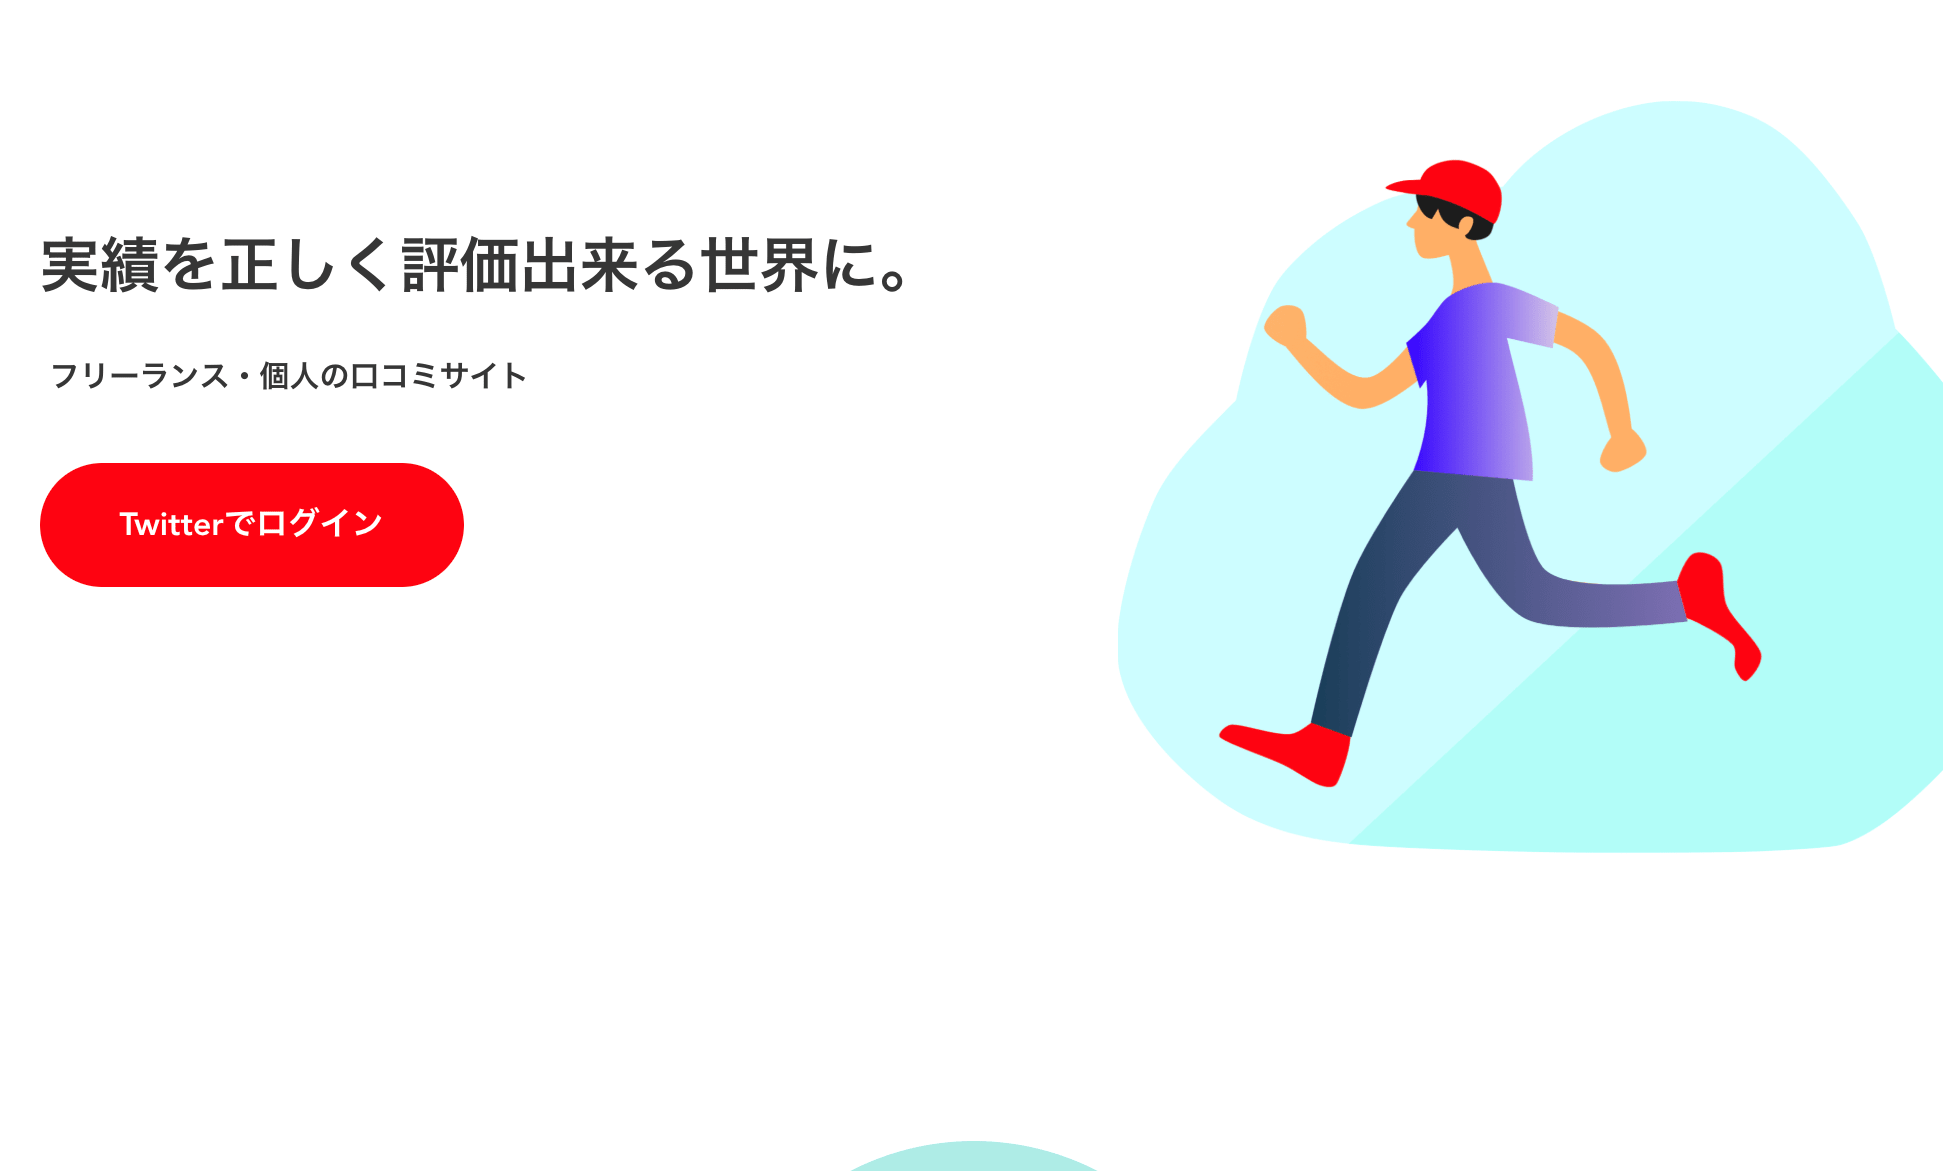 実績を正しく評価出来る世界に。
フリーランス・個人の口コミサイト
Twitterでログイン